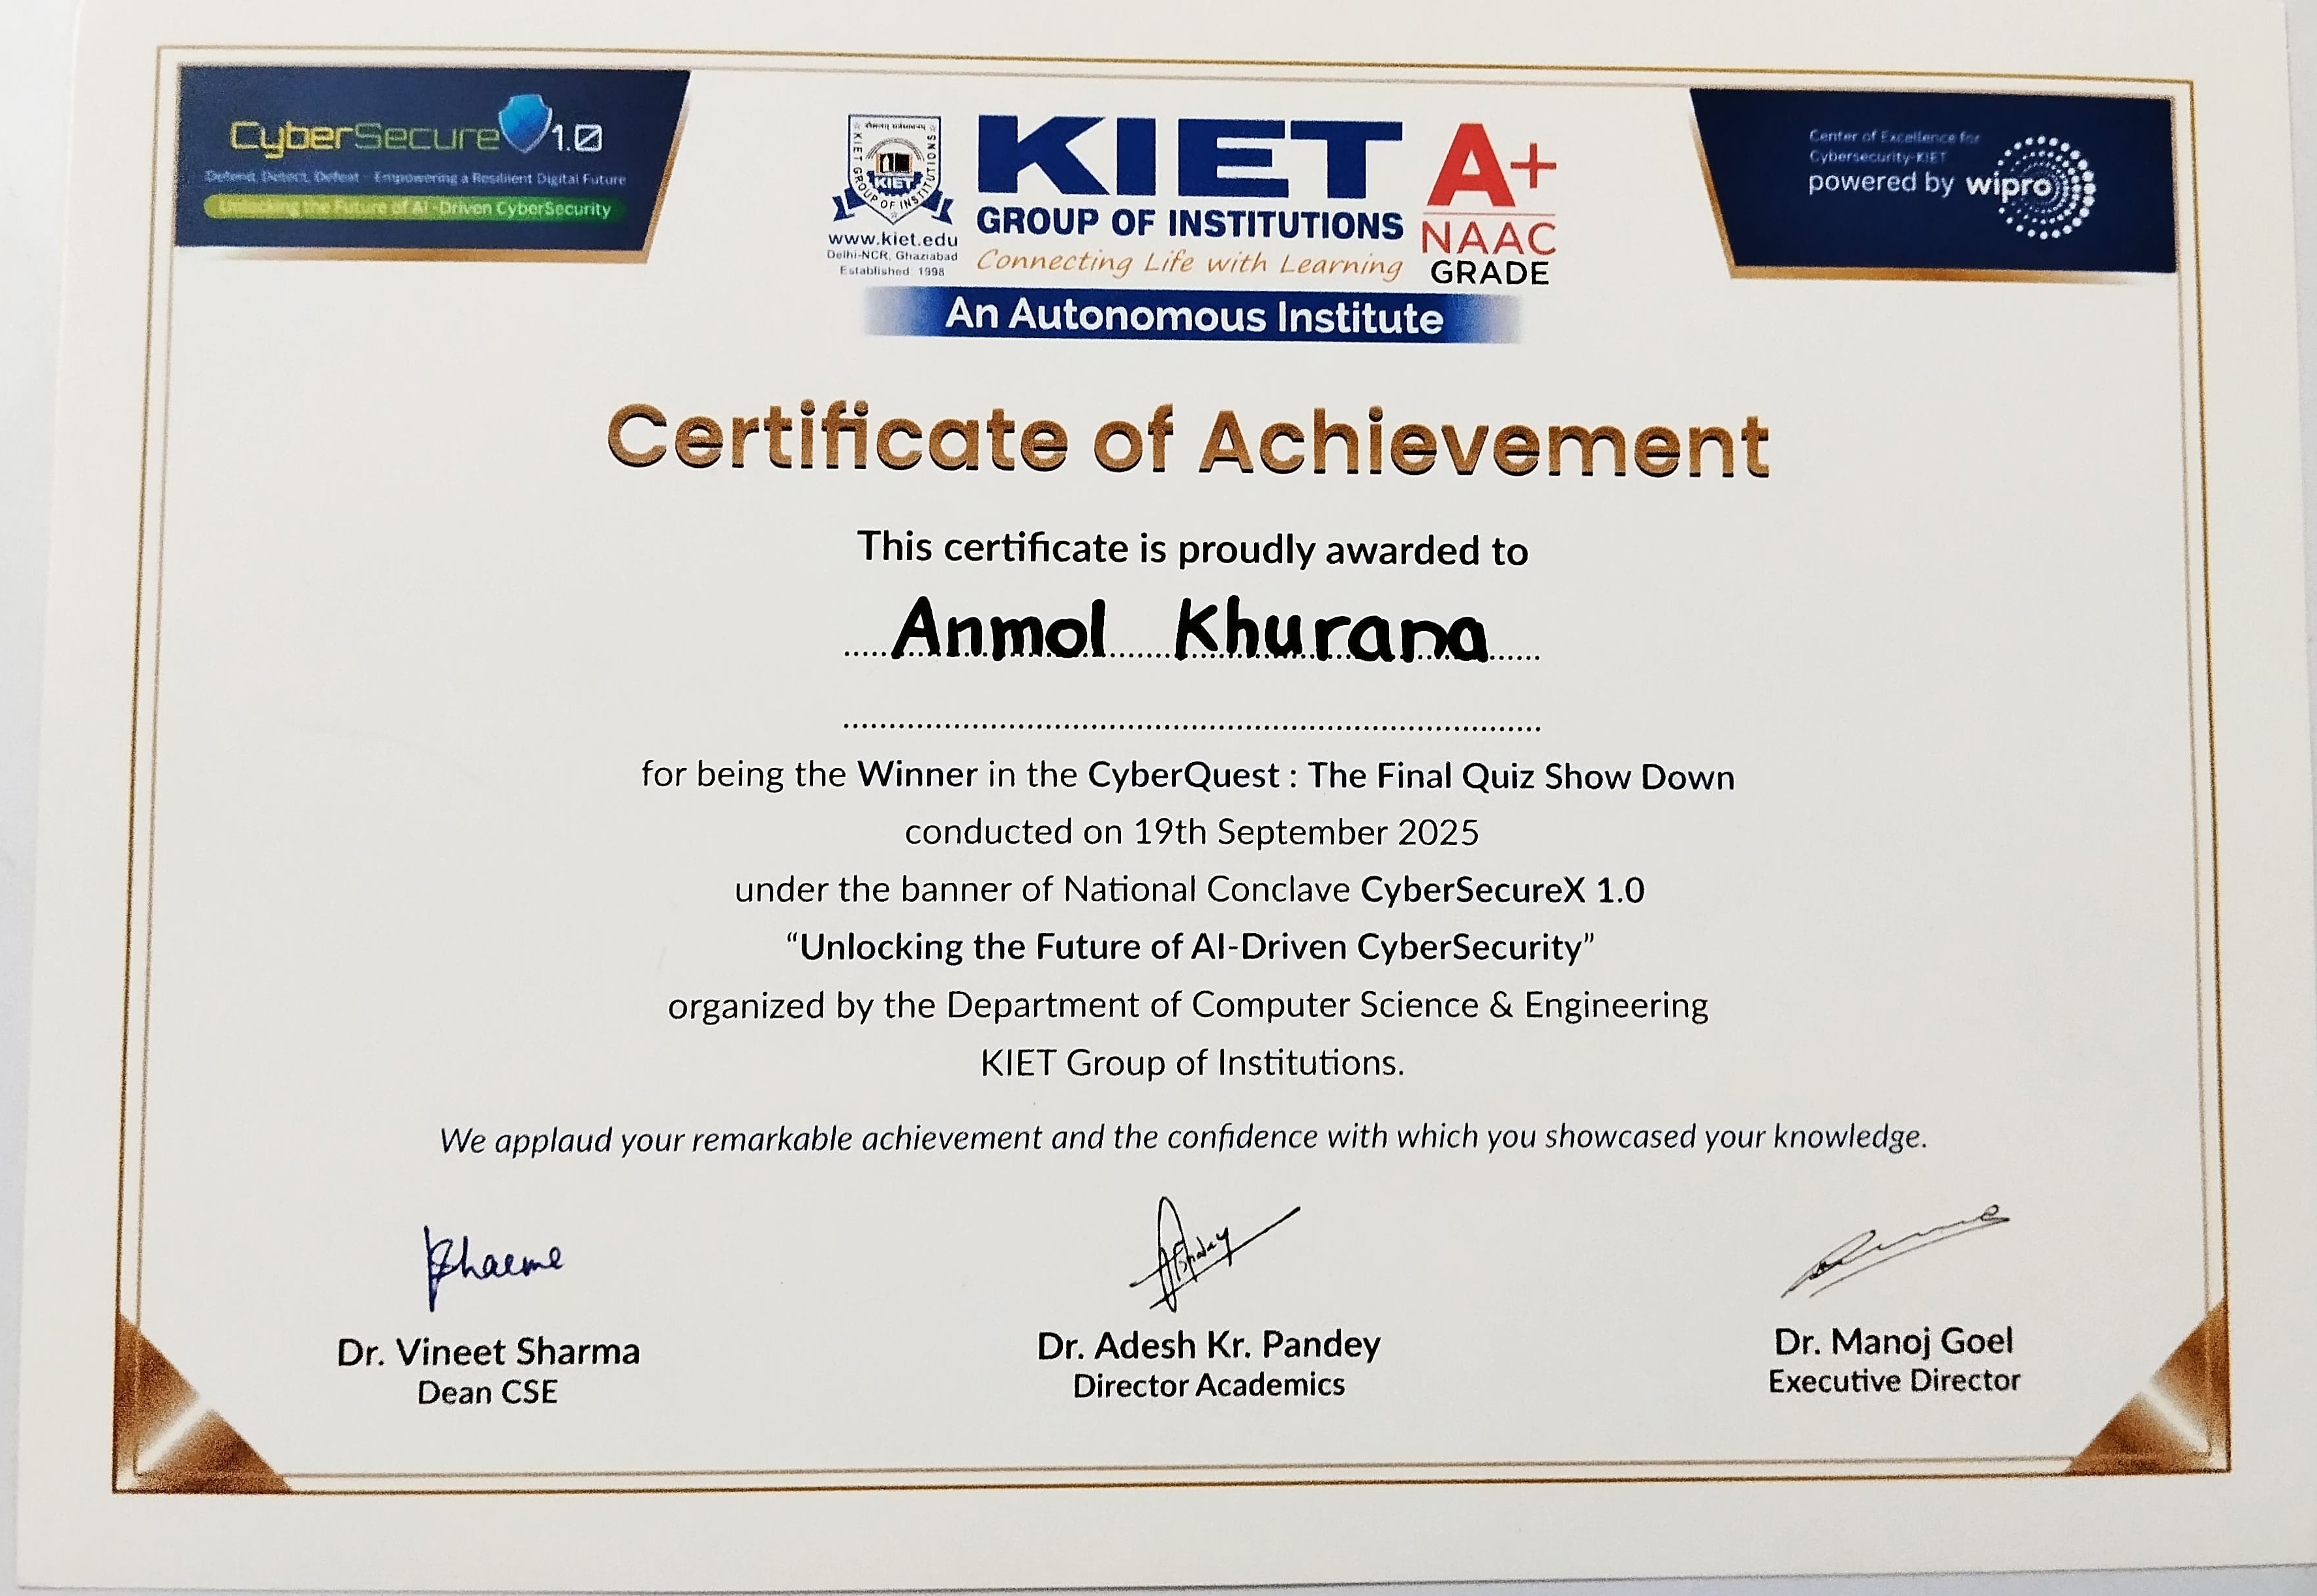 CyberSecure 1.0
Defend, Detect, Defeat - Empowering a Resilient Digital Future
Unlocking the Future of AI -Driven CyberSecurity
KIET GROUP OF INSTITUTIONS
KIET
www.kiet.edu
Delhi-NCR, Ghaziabad
Established 1998
KIET
GROUP OF INSTITUTIONS
Connecting Life with Learning
A+
NAAC
GRADE
An Autonomous Institute
Center of Excellence for
Cybersecurity-KIET
powered by wipro
Certificate of Achievement
This certificate is proudly awarded to
Anmol Khurana
for being the Winner in the CyberQuest : The Final Quiz Show Down
conducted on 19th September 2025
under the banner of National Conclave CyberSecureX 1.0
“Unlocking the Future of AI-Driven CyberSecurity”
organized by the Department of Computer Science & Engineering
KIET Group of Institutions.
We applaud your remarkable achievement and the confidence with which you showcased your knowledge.
Dr. Vineet Sharma
Dean CSE
Dr. Adesh Kr. Pandey
Director Academics
Dr. Manoj Goel
Executive Director